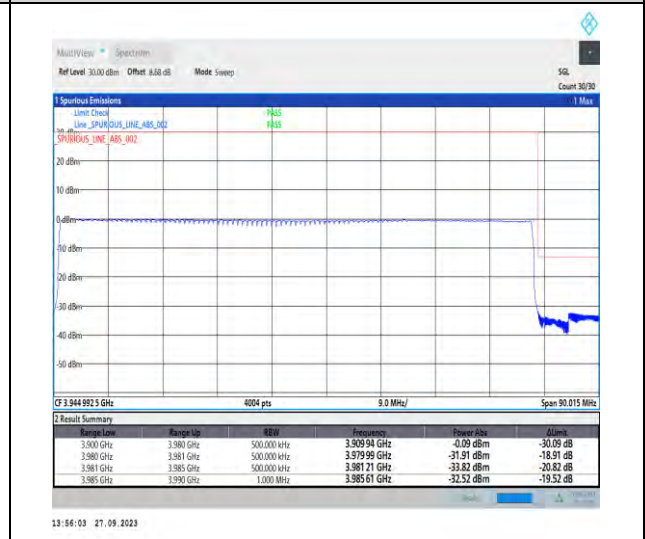 MultiView Spectrum
Ref Level 30.00 dBm Offset 8.68 dB Mode Sweep SGL
Count 30/30
1 Spurious Emissions 1 Max
Limit Check PASS
Line _SPURIOUS_LINE_ABS_002 PASS
30 dBm
_SPURIOUS_LINE_ABS_002
20 dBm
10 dBm
0 dBm
-10 dBm
-20 dBm
-30 dBm
-40 dBm
-50 dBm
CF 3.944 992 5 GHz 4004 pts 9.0 MHz/ Span 90.015 MHz
2 Result Summary
Range Low Range Up RBW Frequency Power Abs ΔLimit
3.900 GHz 3.980 GHz 500.000 kHz 3.909 94 GHz -0.09 dBm -30.09 dB
3.980 GHz 3.981 GHz 500.000 kHz 3.979 99 GHz -31.91 dBm -18.91 dB
3.981 GHz 3.985 GHz 500.000 kHz 3.981 21 GHz -33.82 dBm -20.82 dB
3.985 GHz 3.990 GHz 1.000 MHz 3.985 61 GHz -32.52 dBm -19.52 dB
13:56:03 27.09.2023